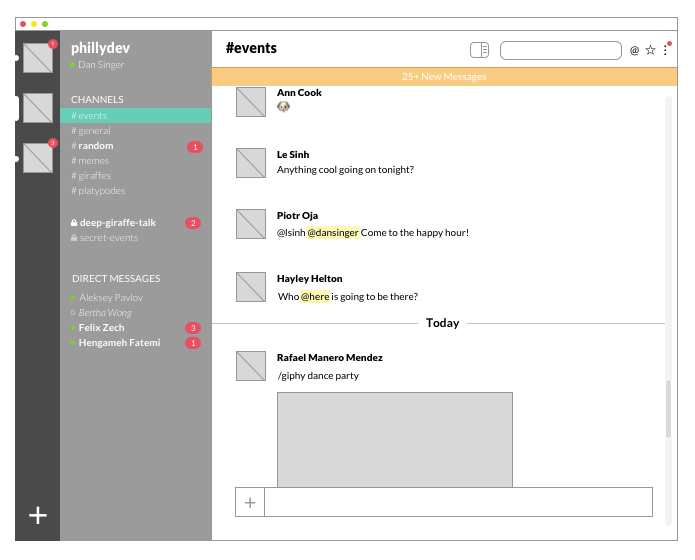 1
3
phillydev
Dan Singer
CHANNELS
# events
# general
# random 1
# memes
# giraffes
# platypodes
deep-giraffe-talk 2
secret-events
DIRECT MESSAGES
Aleksey Pavlov
Bertha Wong
Felix Zech 3
Hengameh Fatemi 1
#events
@
25+ New Messages
Ann Cook
🐶
Le Sinh
Anything cool going on tonight?
Piotr Oja
@lsinh @dansinger Come to the happy hour!
Hayley Helton
Who @here is going to be there?
Today
Rafael Manero Mendez
/giphy dance party